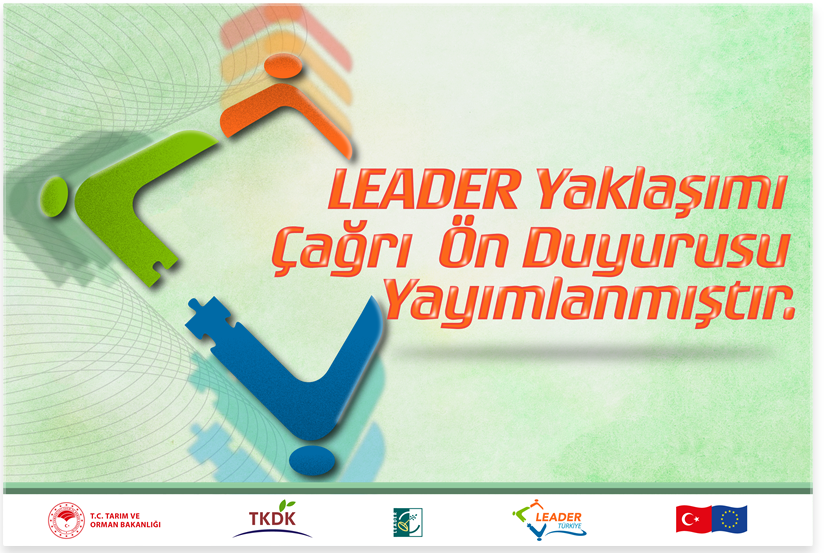 LEADER Yaklaşımı
Çağrı Ön Duyurusu
Yayımlanmıştır.
T.C. TARIM VE
ORMAN BAKANLIĞI
TKDK
LEADER
TÜRKİYE